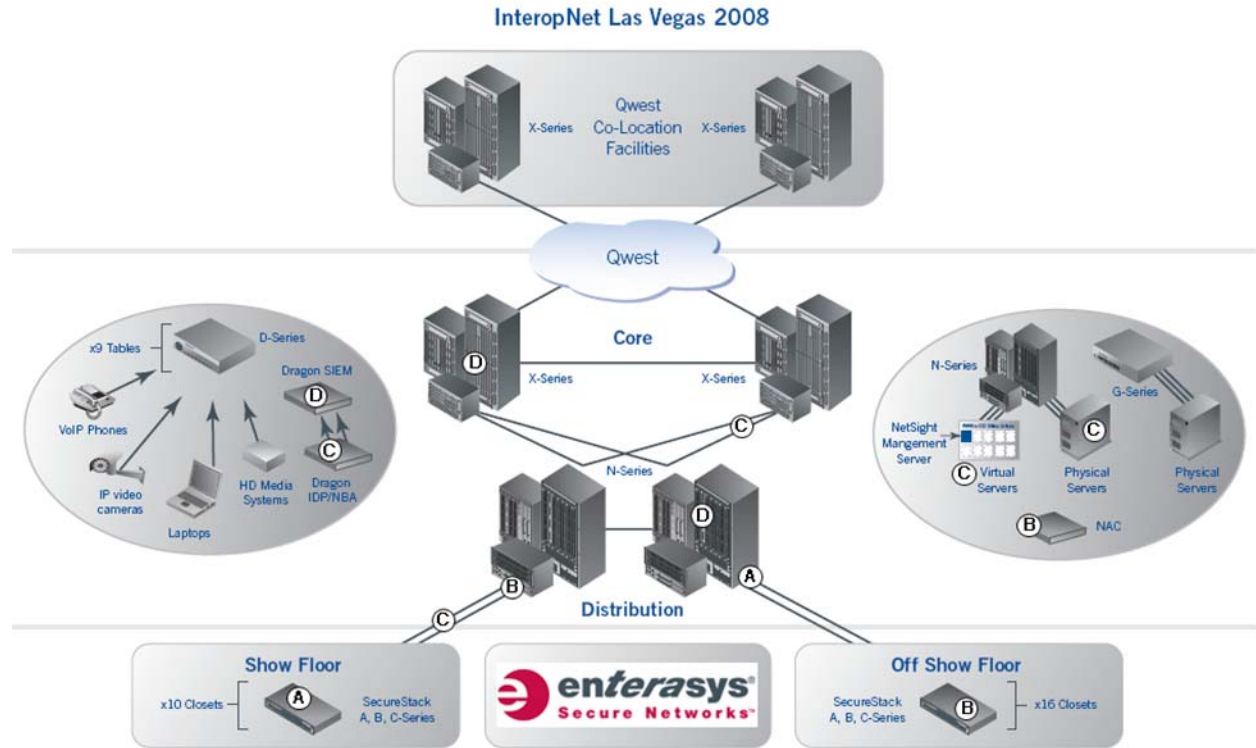 InteropNet Las Vegas 2008
X-Series
Qwest
Co-Location
Facilities
X-Series
Qwest
Core
X-Series
X-Series
D
C
N-Series
D
B
A
C
Distribution
x9 Tables
D-Series
Dragon SIEM
D
VoIP Phones
C
IP video
cameras
Laptops
HD Media
Systems
Dragon
IDP/NBA
N-Series
G-Series
NetSight
Mangement
Server
C
C
Virtual
Servers
Physical
Servers
Physical
Servers
B
NAC
Show Floor
x10 Closets
A
SecureStack
A, B, C-Series
enterasys®
Secure Networks™
Off Show Floor
SecureStack
A, B, C-Series
B
x16 Closets